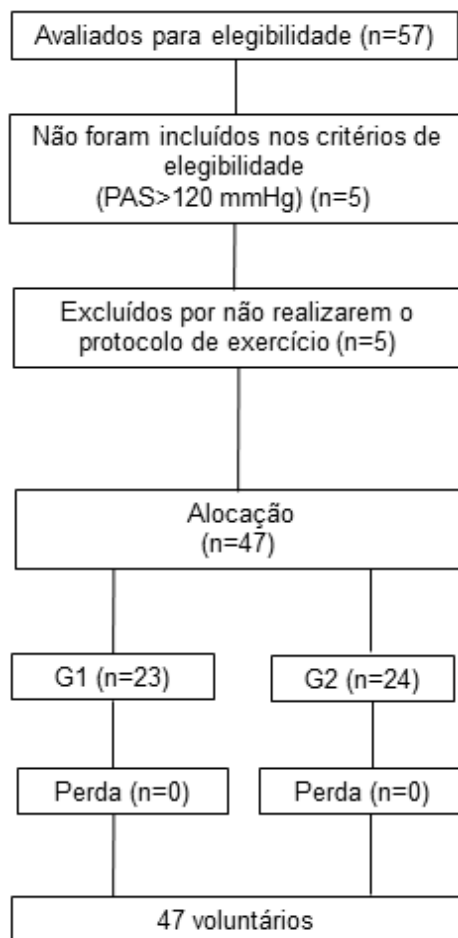 Avaliados para elegibilidade (n=57)
Não foram incluídos nos critérios de
elegibilidade
(PAS>120 mmHg) (n=5)
Excluídos por não realizarem o
protocolo de exercício (n=5)
Alocação
(n=47)
G1 (n=23)
G2 (n=24)
Perda (n=0)
Perda (n=0)
47 voluntários